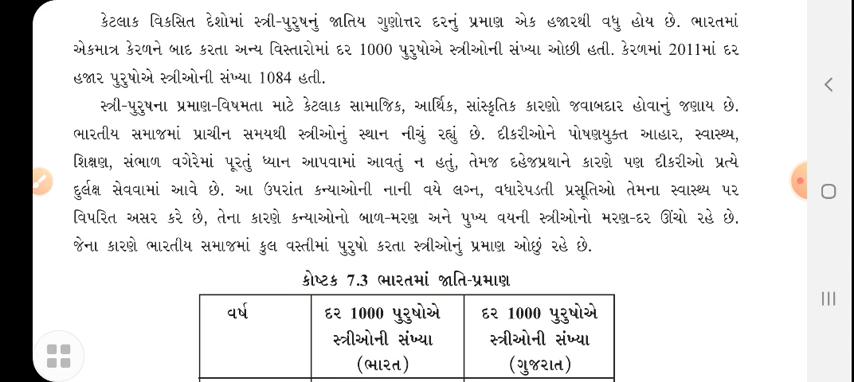 કેટલાક વિકસિત દેશોમાં સ્ત્રી-પુરુષનું જાતિય ગુણોત્તર દરનું પ્રમાણ એક હજારથી વધુ હોય છે. ભારતમાં
એકમાત્ર કેરળને બાદ કરતા અન્ય વિસ્તારોમાં દર 1000 પુરુષોએ સ્ત્રીઓની સંખ્યા ઓછી હતી. કેરળમાં 2011માં દર
હજાર પુરુષોએ સ્ત્રીઓની સંખ્યા 1084 હતી.
સ્ત્રી-પુરુષના પ્રમાણ-વિષમતા માટે કેટલાક સામાજિક, આર્થિક, સાંસ્કૃતિક કારણો જવાબદાર હોવાનું જણાય છે.
ભારતીય સમાજમાં પ્રાચીન સમયથી સ્ત્રીઓનું સ્થાન નીચું રહ્યું છે. દીકરીઓને પોષણયુક્ત આહાર, સ્વાસ્થ્ય,
શિક્ષણ, સંભાળ વગેરેમાં પૂરતું ધ્યાન આપવામાં આવતું ન હતું, તેમજ દહેજપ્રથાને કારણે પણ દીકરીઓ પ્રત્યે
દુર્લક્ષ સેવવામાં આવે છે. આ ઉપરાંત કન્યાઓની નાની વયે લગ્ન, વધારેપડતી પ્રસૂતિઓ તેમના સ્વાસ્થ્ય પર
વિપરિત અસર કરે છે, તેના કારણે કન્યાઓનો બાળ-મરણ અને પુખ્ય વયની સ્ત્રીઓનો મરણ-દર ઊંચો રહે છે.
જેના કારણે ભારતીય સમાજમાં કુલ વસ્તીમાં પુરુષો કરતા સ્ત્રીઓનું પ્રમાણ ઓછું રહે છે.
કોષ્ટક 7.3 ભારતમાં જાતિ-પ્રમાણ
વર્ષ
દર 1000 પુરુષોએ
સ્ત્રીઓની સંખ્યા
(ભારત)
દર 1000 પુરુષોએ
સ્ત્રીઓની સંખ્યા
(ગુજરાત)